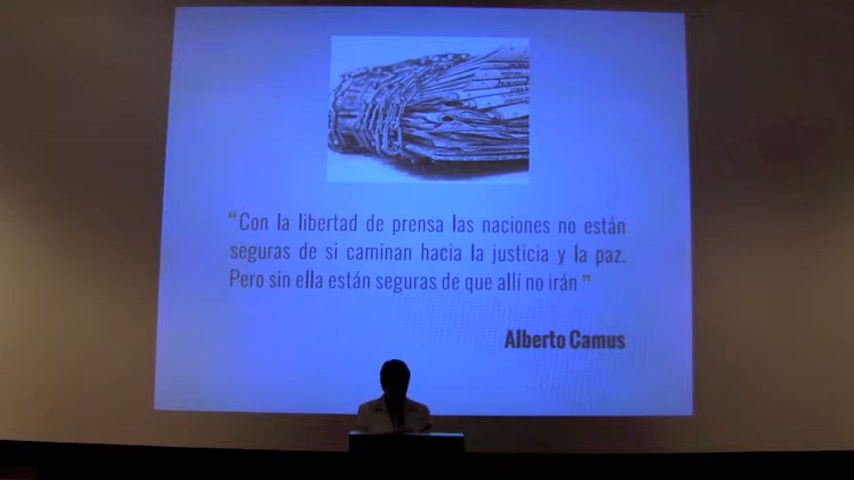 "Con la libertad de prensa las naciones no están
seguras de si caminan hacia la justicia y la paz.
Pero sin ella están seguras de que allí no irán"
Alberto Camus